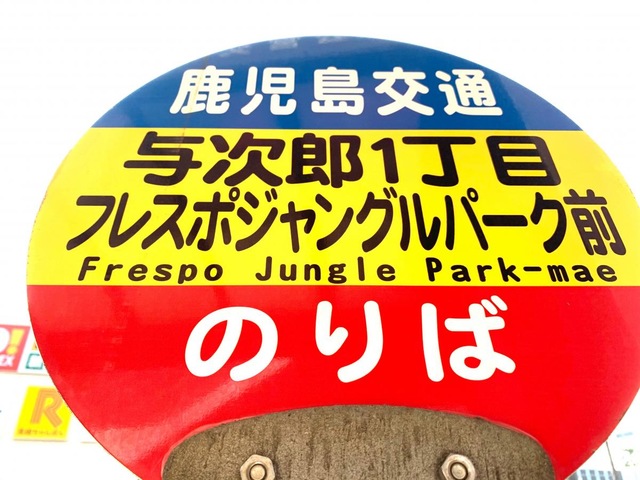 鹿児島交通
与次郎1丁目
フレスポジャングルパーク前
Frespo Jungle Park-mae
のりば
R